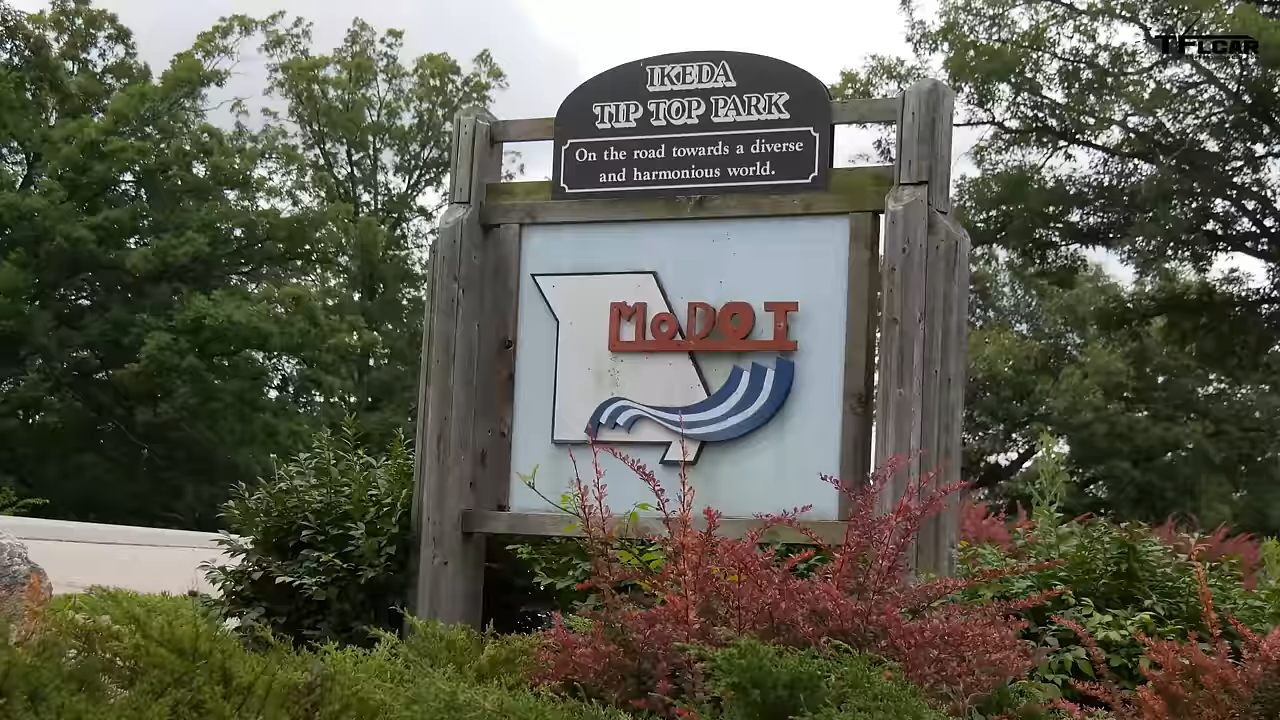 TFLCAR
IKEDA
TIP TOP PARK
On the road towards a diverse
and harmonious world.
MoDOT